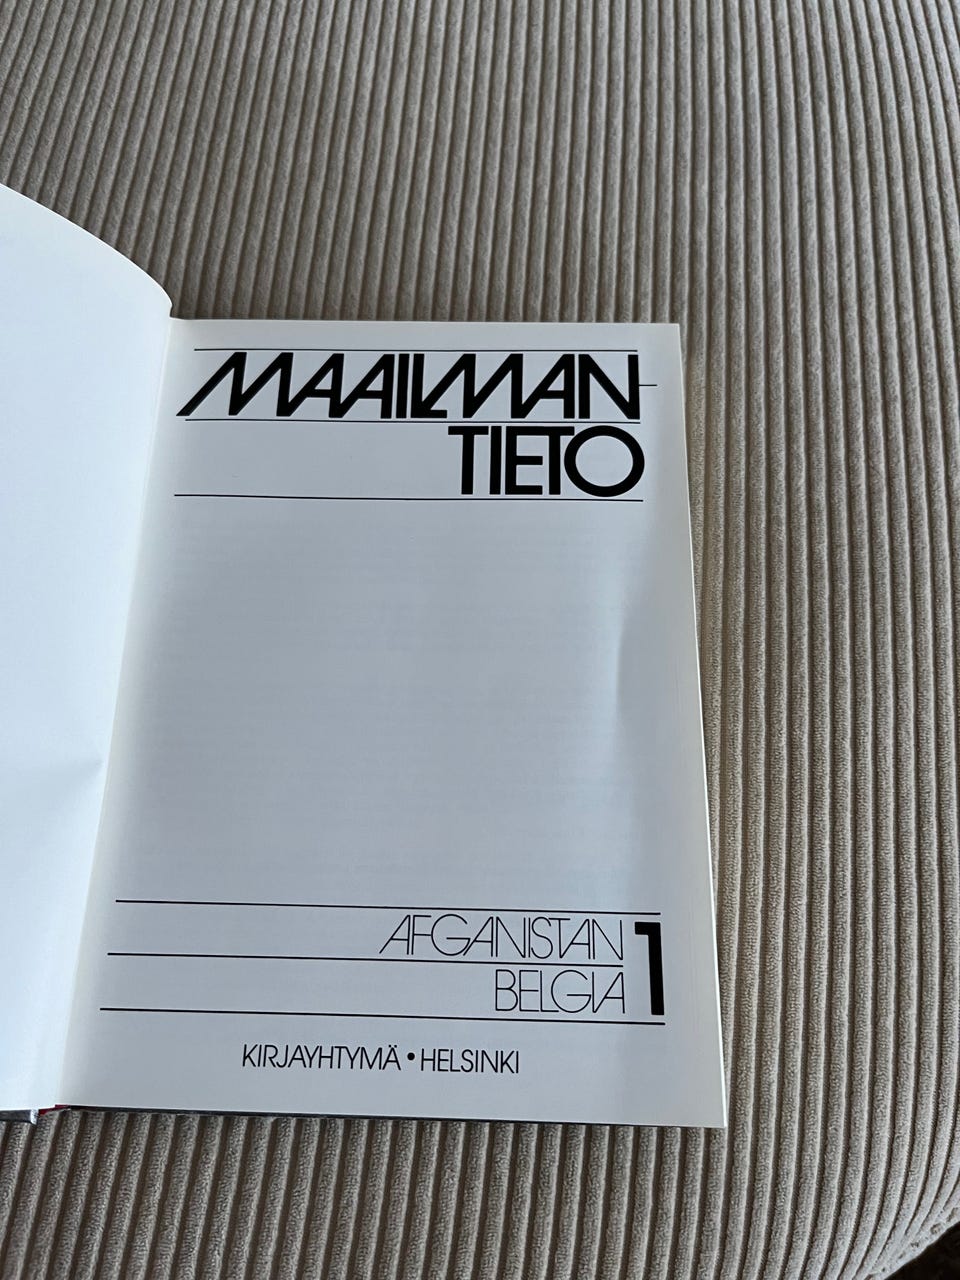 MAAILMAN-
TIETO
AFGANISTAN
BELGIA 1
KIRJAYHTYMÄ • HELSINKI